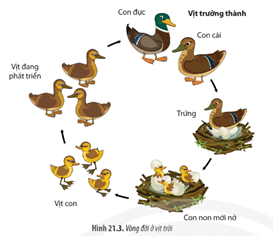 Con đực
Vịt trưởng thành
Con cái
Vịt đang
phát triển
Trứng
Con non mới nở
Vịt con
Hình 21.3. Vòng đời ở vịt trời